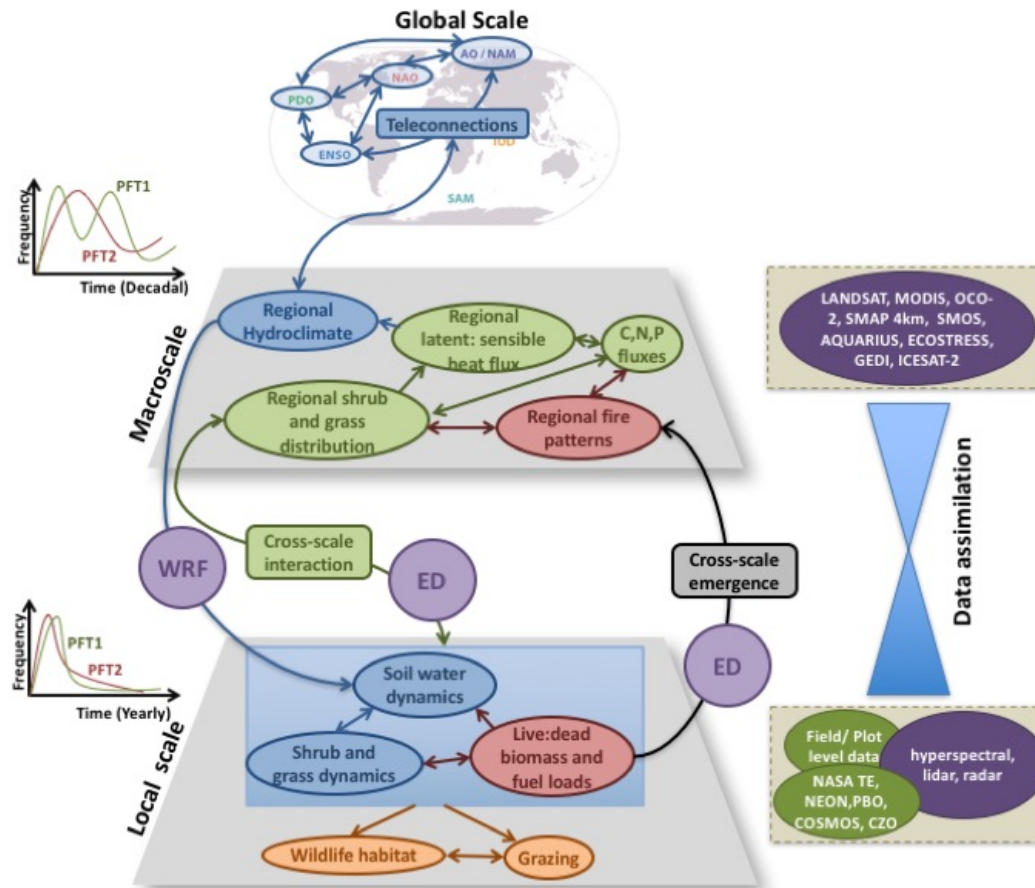 Global Scale
AO / NAM
NAO
PDO
Teleconnections
IOD
ENSO
SAM
Frequency
PFT1
PFT2
Time (Decadal)
Macroscale
Regional
Hydroclimate
Regional
latent: sensible
heat flux
C,N,P
fluxes
Regional shrub
and grass
distribution
Regional fire
patterns
LANDSAT, MODIS, OCO-
2, SMAP 4km, SMOS,
AQUARIUS, ECOSTRESS,
GEDI, ICESAT-2
WRF
Cross-scale
interaction
ED
Cross-scale
emergence
Data assimilation
ED
Frequency
PFT1
PFT2
Time (Yearly)
Local scale
Soil water
dynamics
Shrub and
grass dynamics
Live:dead
biomass and
fuel loads
Wildlife habitat
Grazing
Field/ Plot
level data
hyperspectral,
lidar, radar
NASA TE,
NEON,PBO,
COSMOS, CZO